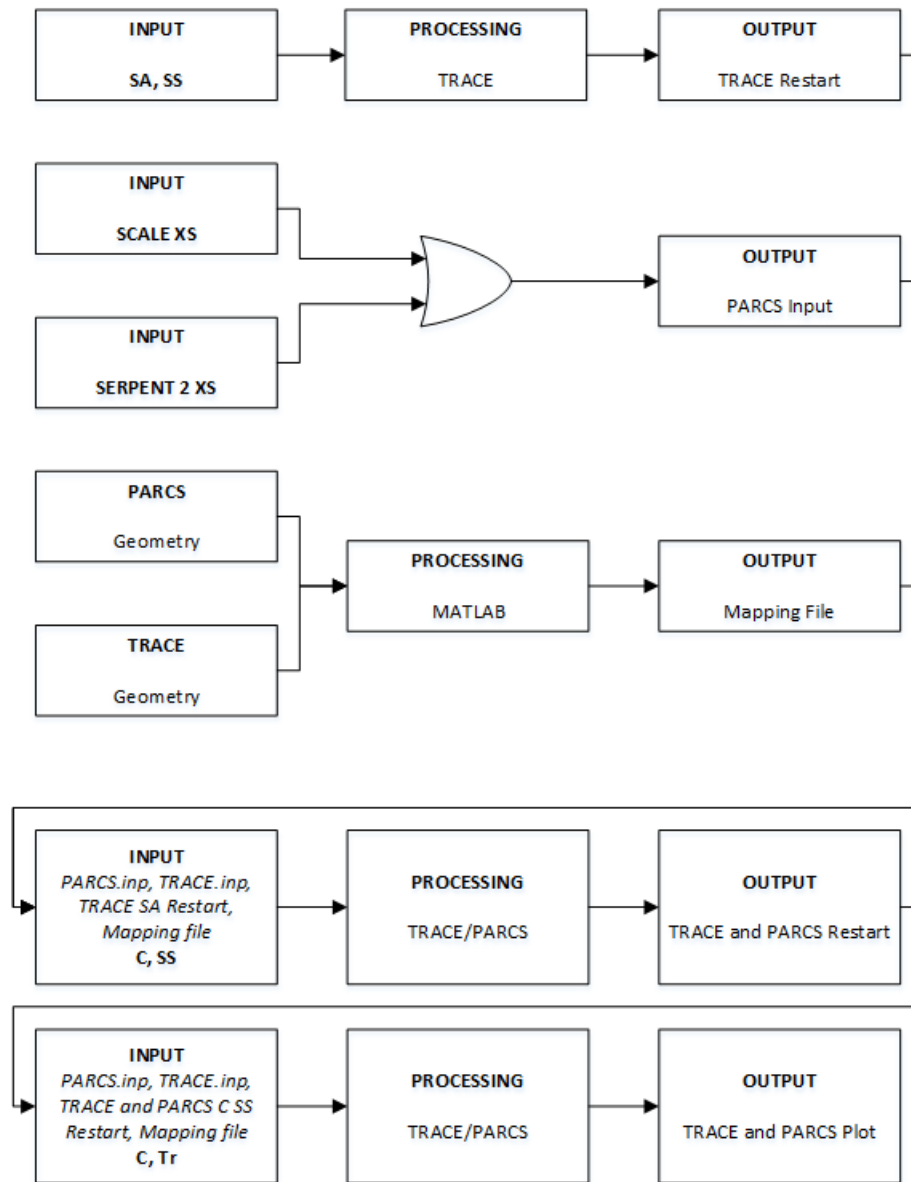 INPUT
SA, SS
PROCESSING
TRACE
OUTPUT
TRACE Restart
INPUT
SCALE XS
INPUT
SERPENT 2 XS
OUTPUT
PARCS Input
PARCS
Geometry
TRACE
Geometry
PROCESSING
MATLAB
OUTPUT
Mapping File
INPUT
PARCS.inp, TRACE.inp,
TRACE SA Restart,
Mapping file
C, SS
PROCESSING
TRACE/PARCS
OUTPUT
TRACE and PARCS Restart
INPUT
PARCS.inp, TRACE.inp,
TRACE and PARCS C SS
Restart, Mapping file
C, Tr
PROCESSING
TRACE/PARCS
OUTPUT
TRACE and PARCS Plot